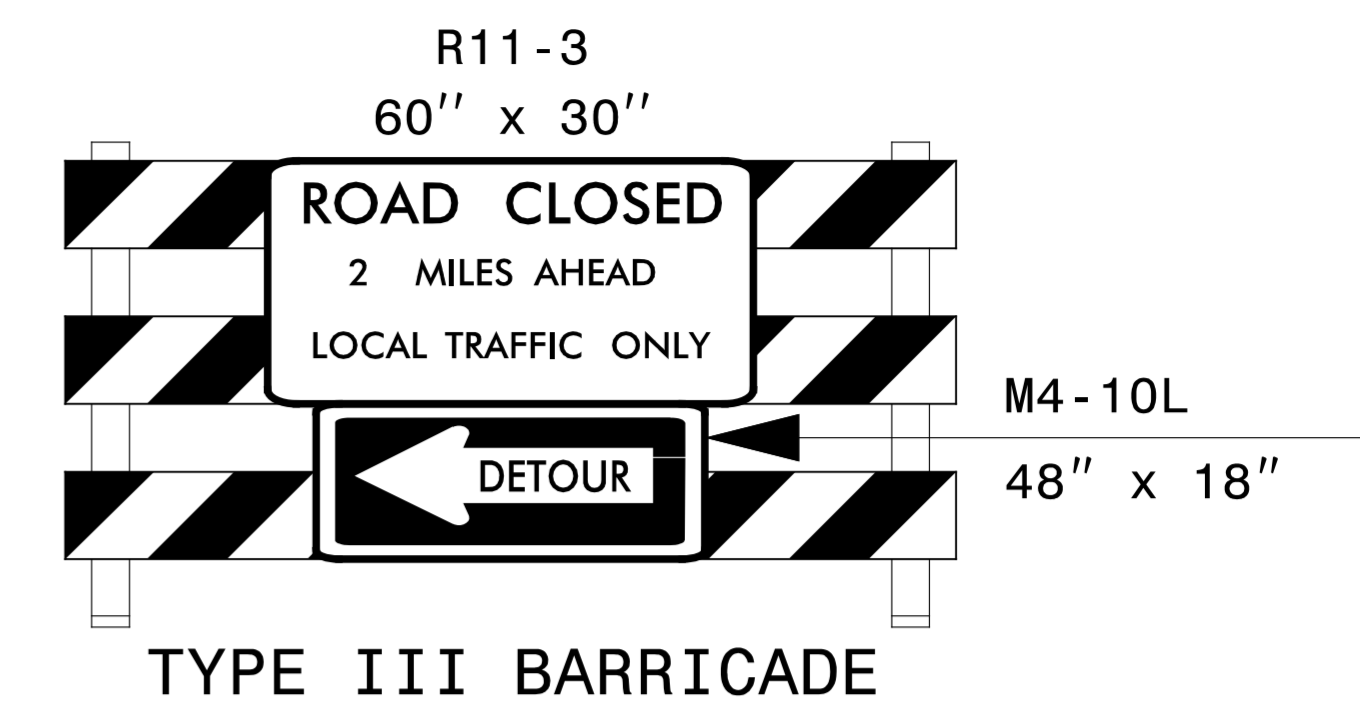 R11-3
60′′ x 30′′
ROAD CLOSED
2 MILES AHEAD
LOCAL TRAFFIC ONLY
M4-10L
DETOUR
48′′ x 18′′
TYPE III BARRICADE